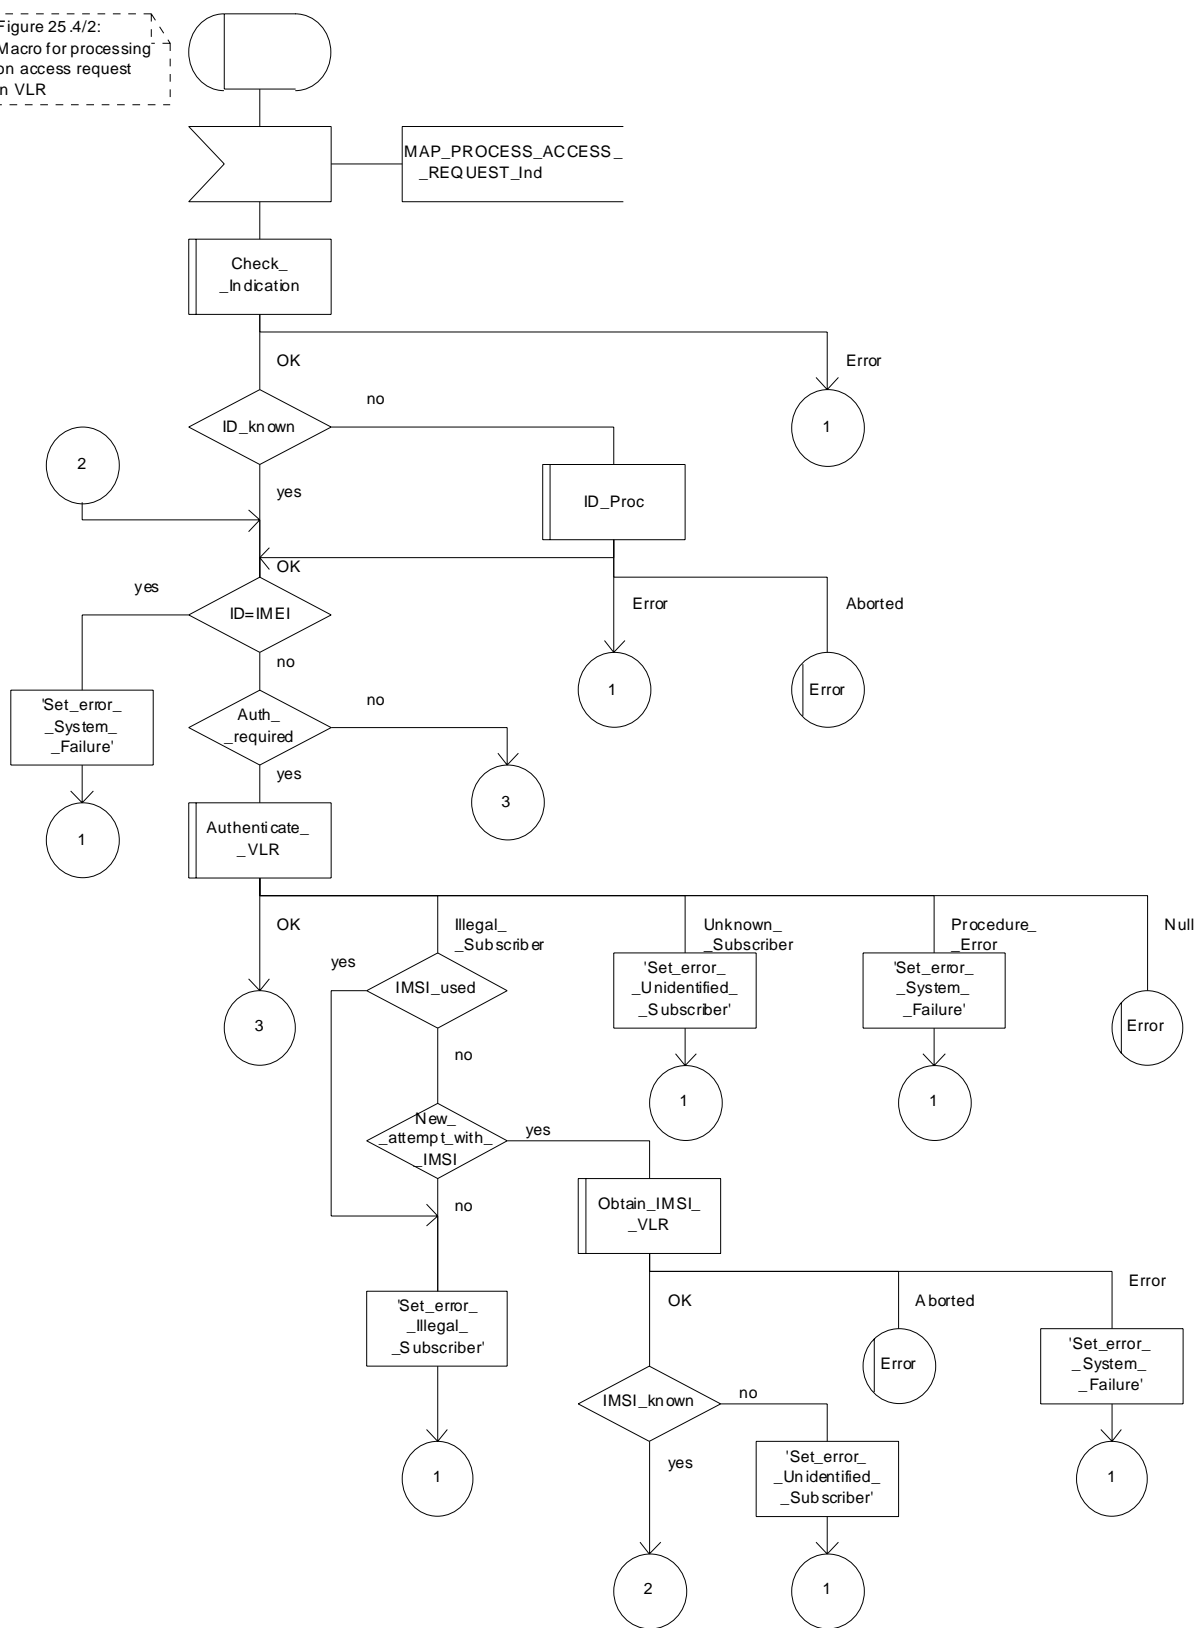 Figure 25.4/2:
Macro for processing
on access request
in VLR
MAP_PROCESS_ACCESS_
_REQUEST_Ind
Check_
_Indication
OK
Error
1
ID_known
no
yes
2
ID_Proc
OK
Error
Aborted
1
Error
ID=IMEI
yes
no
'Set_error_
_System_
_Failure'
1
Auth_
_required
no
yes
3
Authenticate_
_VLR
OK
Illegal_
_Subscriber
Unknown_
_Subscriber
Procedure_
_Error
Null
3
yes
IMSI_used
no
'Set_error_
_Unidentified_
_Subscriber'
1
'Set_error_
_System_
_Failure'
1
Error
New_
_attempt_with_
_IMSI
yes
no
Obtain_IMSI_
_VLR
'Set_error_
_Illegal_
_Subscriber'
1
OK
Aborted
Error
Error
'Set_error_
_System_
_Failure'
1
IMSI_known
no
yes
'Set_error_
_Unidentified_
_Subscriber'
2
1